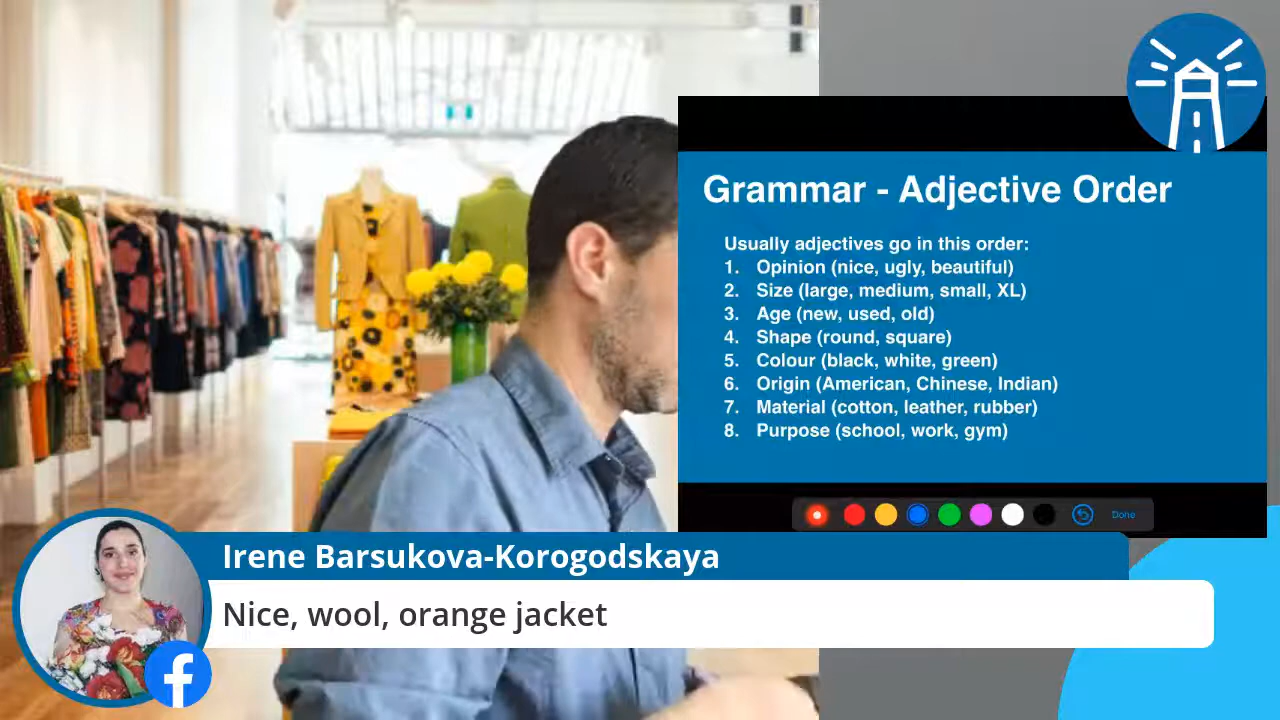 Grammar - Adjective Order
Usually adjectives go in this order:
1. Opinion (nice, ugly, beautiful)
2. Size (large, medium, small, XL)
3. Age (new, used, old)
4. Shape (round, square)
5. Colour (black, white, green)
6. Origin (American, Chinese, Indian)
7. Material (cotton, leather, rubber)
8. Purpose (school, work, gym)
Done
Irene Barsukova-Korogodskaya
Nice, wool, orange jacket